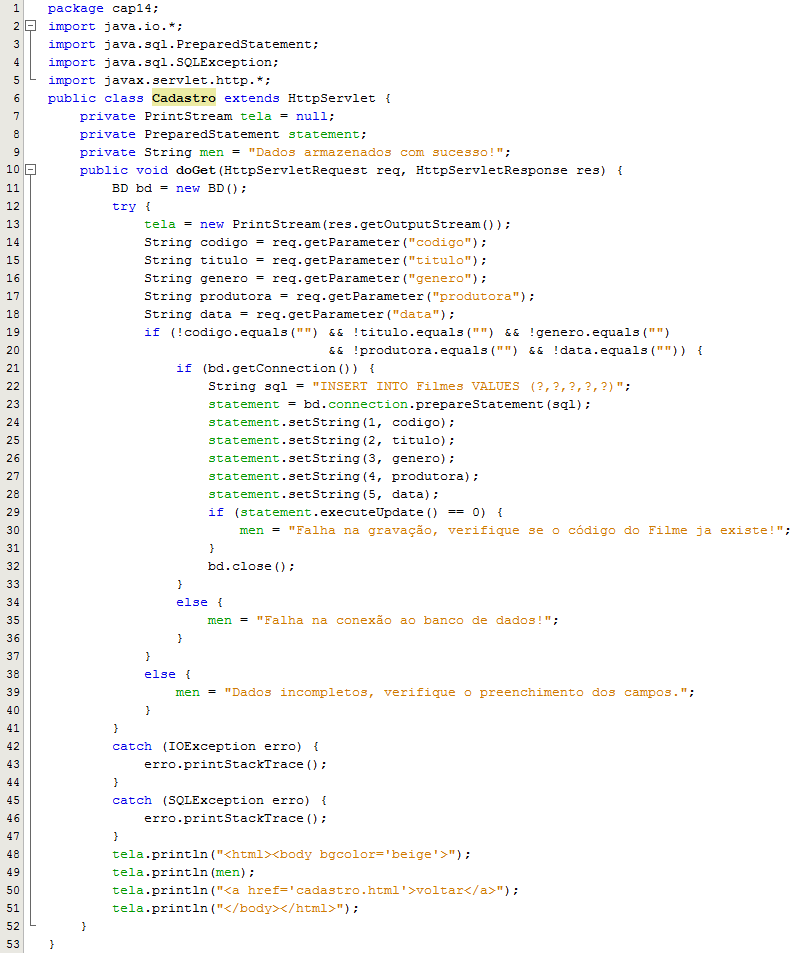 1 package cap14;
2 import java.io.*;
3 import java.sql.PreparedStatement;
4 import java.sql.SQLException;
5 import javax.servlet.http.*;
6 public class Cadastro extends HttpServlet {
7     private PrintStream tela = null;
8     private PreparedStatement statement;
9     private String men = "Dados armazenados com sucesso!";
10     public void doGet(HttpServletRequest req, HttpServletResponse res) {
11         BD bd = new BD();
12         try {
13             tela = new PrintStream(res.getOutputStream());
14             String codigo = req.getParameter("codigo");
15             String titulo = req.getParameter("titulo");
16             String genero = req.getParameter("genero");
17             String produtora = req.getParameter("produtora");
18             String data = req.getParameter("data");
19             if (!codigo.equals("") && !titulo.equals("") && !genero.equals("")
20                                    && !produtora.equals("") && !data.equals("")) {
21                 if (bd.getConnection()) {
22                     String sql = "INSERT INTO Filmes VALUES (?,?,?,?,?)";
23                     statement = bd.connection.prepareStatement(sql);
24                     statement.setString(1, codigo);
25                     statement.setString(2, titulo);
26                     statement.setString(3, genero);
27                     statement.setString(4, produtora);
28                     statement.setString(5, data);
29                     if (statement.executeUpdate() == 0) {
30                         men = "Falha na gravação, verifique se o código do Filme ja existe!";
31                     }
32                     bd.close();
33                 }
34                 else {
35                     men = "Falha na conexão ao banco de dados!";
36                 }
37             }
38             else {
39                 men = "Dados incompletos, verifique o preenchimento dos campos.";
40             }
41         }
42         catch (IOException erro) {
43             erro.printStackTrace();
44         }
45         catch (SQLException erro) {
46             erro.printStackTrace();
47         }
48         tela.println("<html><body bgcolor='beige'>");
49         tela.println(men);
50         tela.println("<a href='cadastro.html'>voltar</a>");
51         tela.println("</body></html>");
52     }
53 }